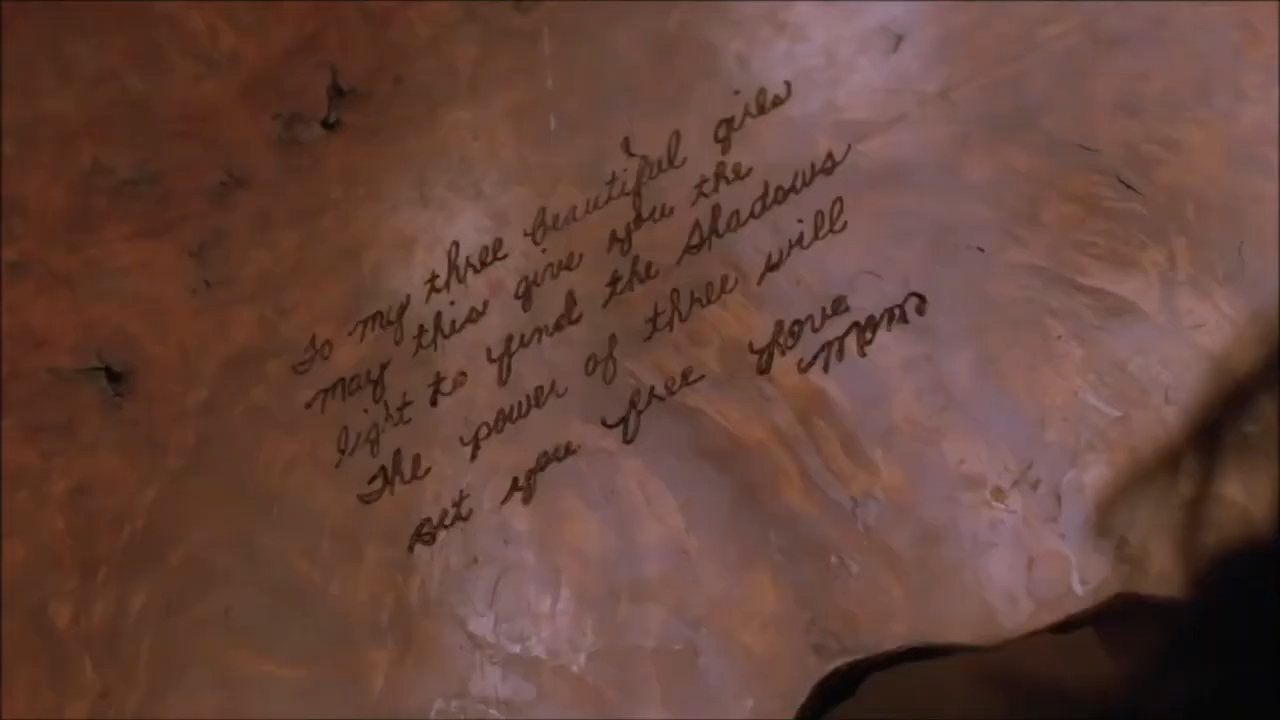 To my three beautiful girls
may this give you the
light to find the shadows
The power of three will
set you free Love
Mom